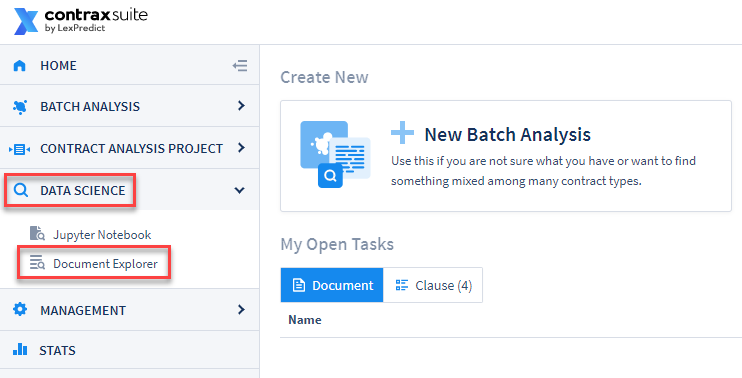 contraxsuite
by LexPredict
HOME
BATCH ANALYSIS
CONTRACT ANALYSIS PROJECT
DATA SCIENCE
Jupyter Notebook
Document Explorer
MANAGEMENT
STATS
Create New
New Batch Analysis
Use this if you are not sure what you have or want to find
something mixed among many contract types.
My Open Tasks
Document
Clause (4)
Name